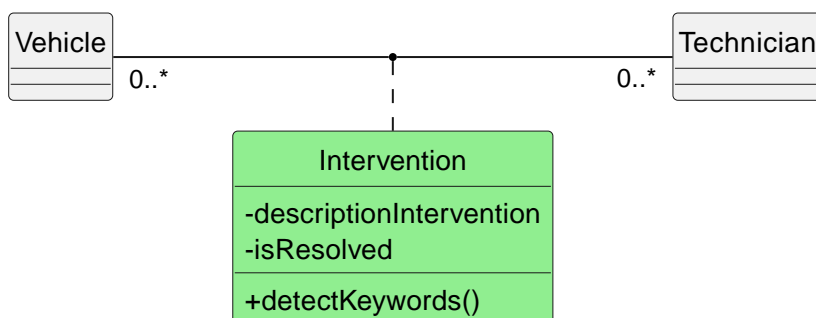 Vehicle
Technician
0..*
0..*
Intervention
-descriptionIntervention
-isResolved
+detectKeywords()